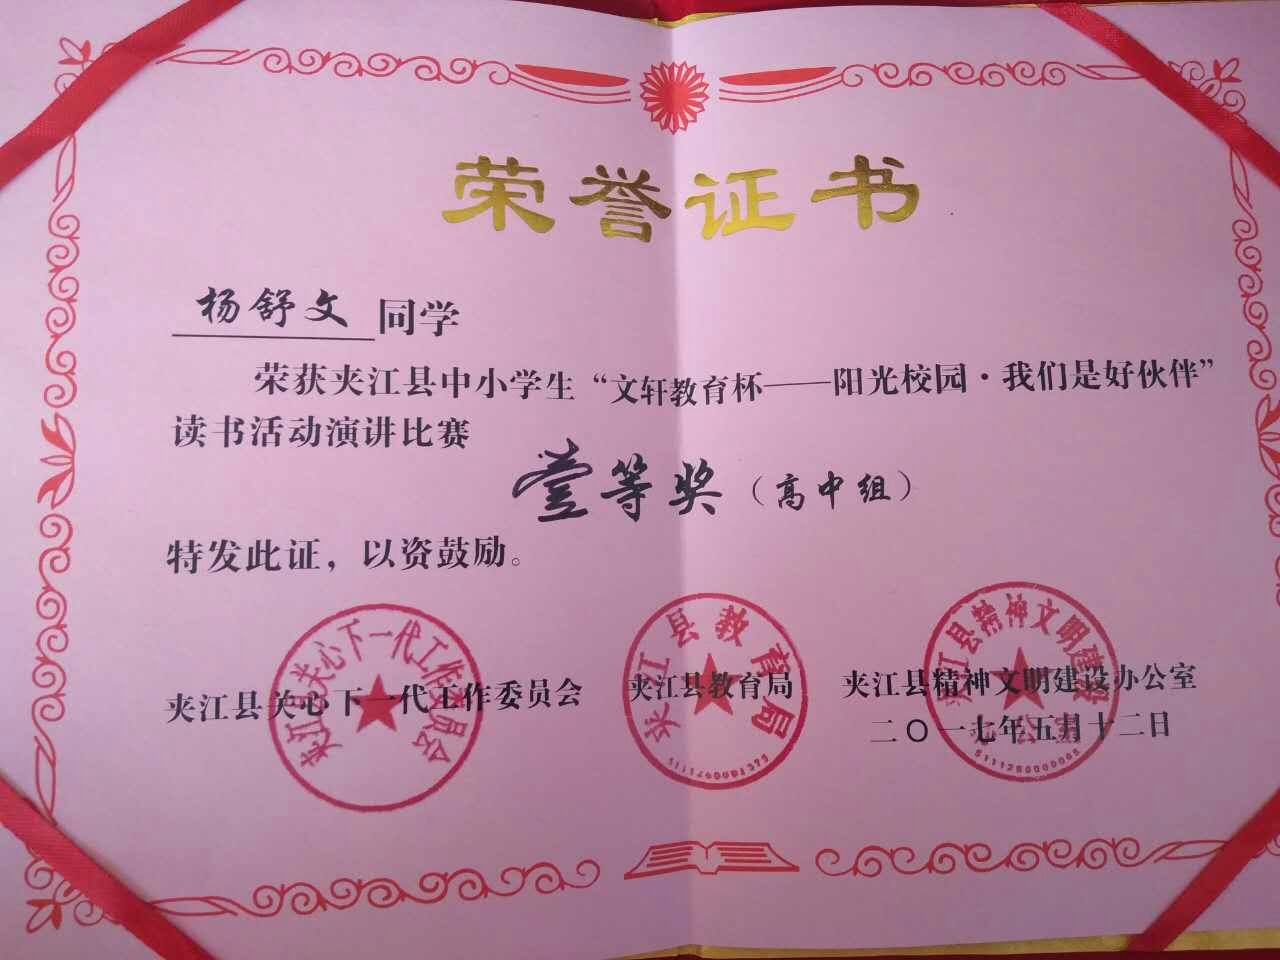 荣誉证书
杨舒文 同学
荣获夹江县中小学生“文轩教育杯——阳光校园·我们是好伙伴”
读书活动演讲比赛
壹等奖（高中组）
特发此证，以资鼓励。
夹江县关心下一代工作委员会 夹江县教育局 夹江县精神文明建设办公室
二〇一七年五月十二日
夹江县关心下一代工作委员会
夹江县教育局
夹江县精神文明建设办公室